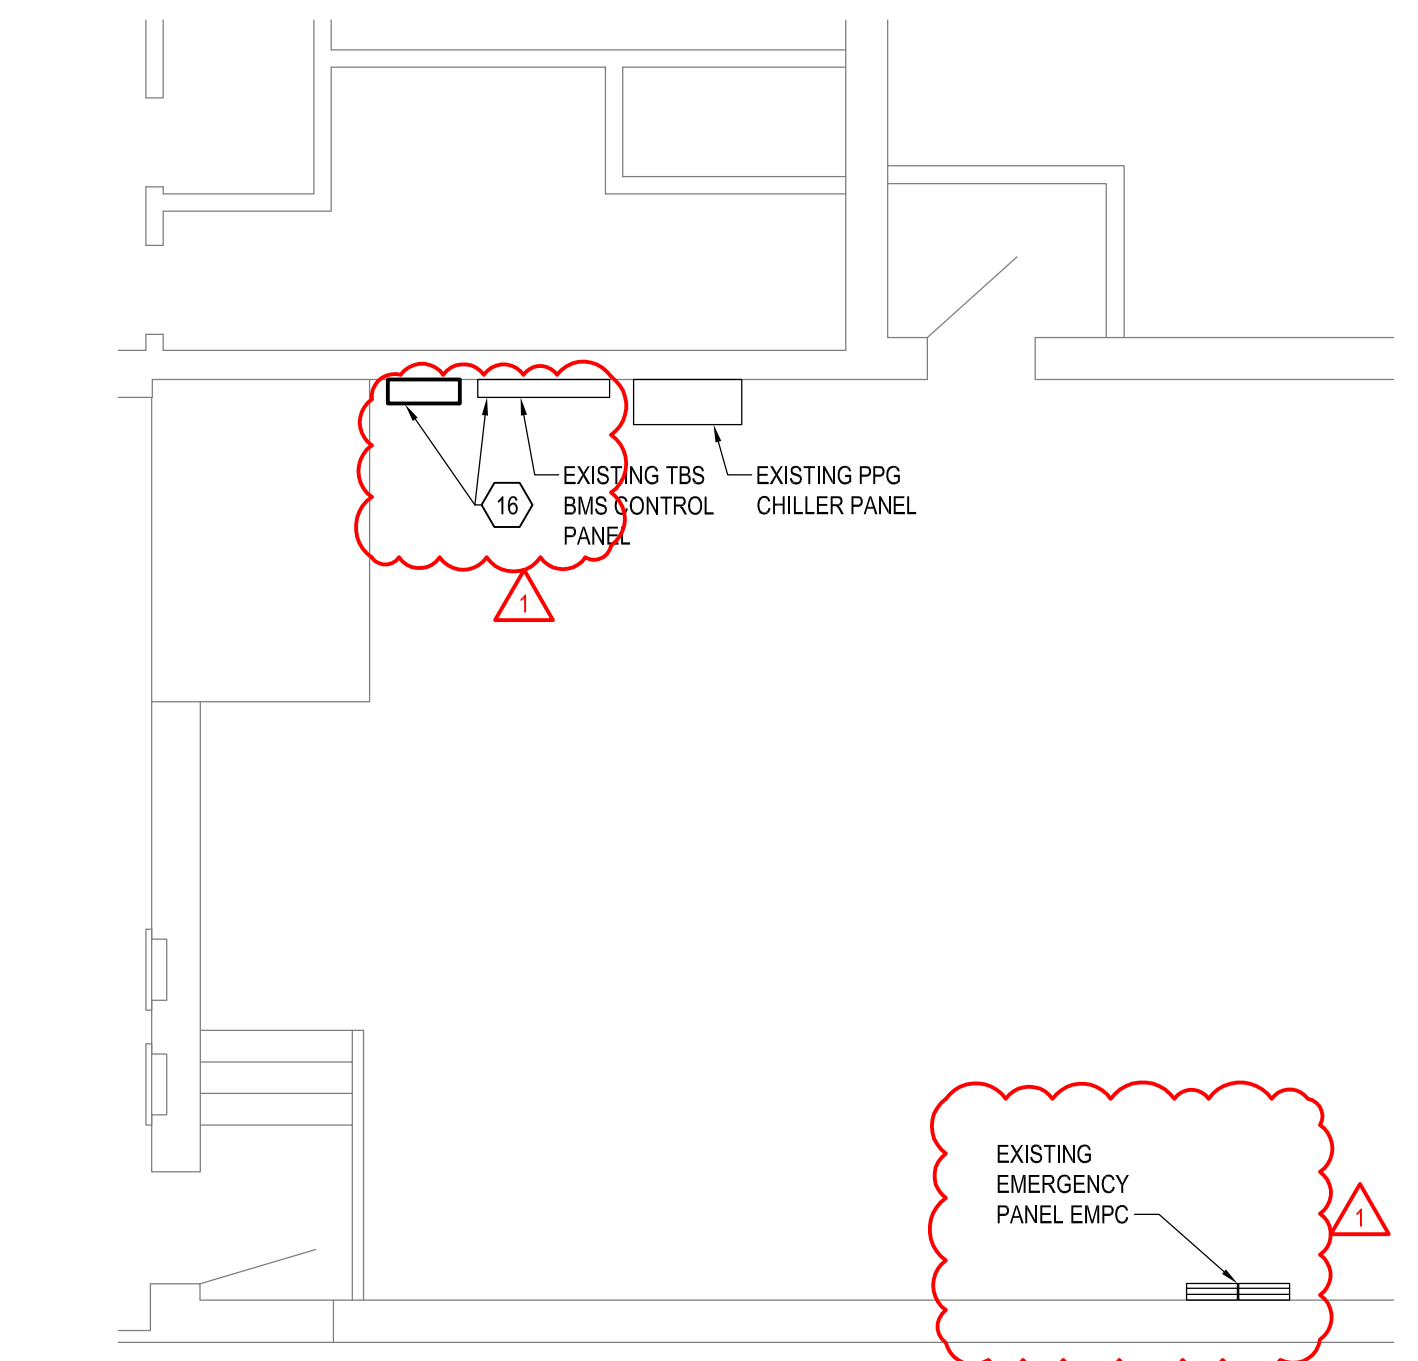 EXISTING TBS
BMS CONTROL
PANEL
EXISTING PPG
CHILLER PANEL
16
1
EXISTING
EMERGENCY
PANEL EMPC
1